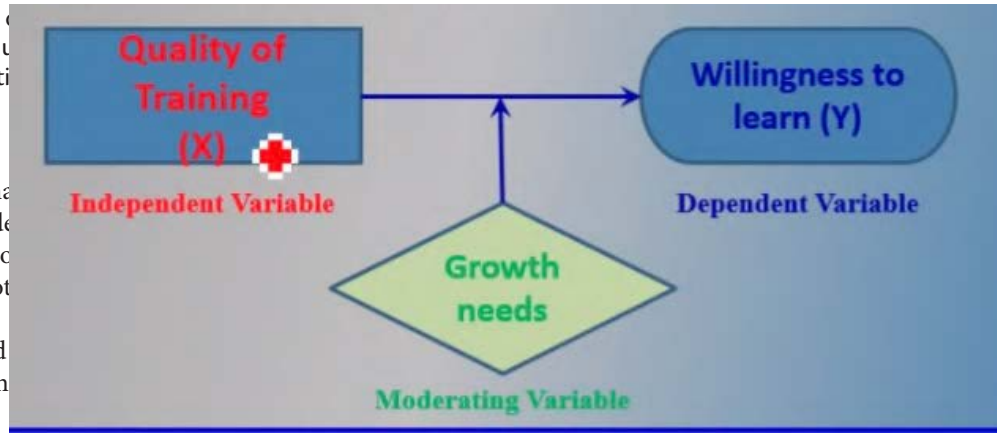 Quality of
Training
(X)
Independent Variable
Willingness to
learn (Y)
Dependent Variable
Growth
needs
Moderating Variable